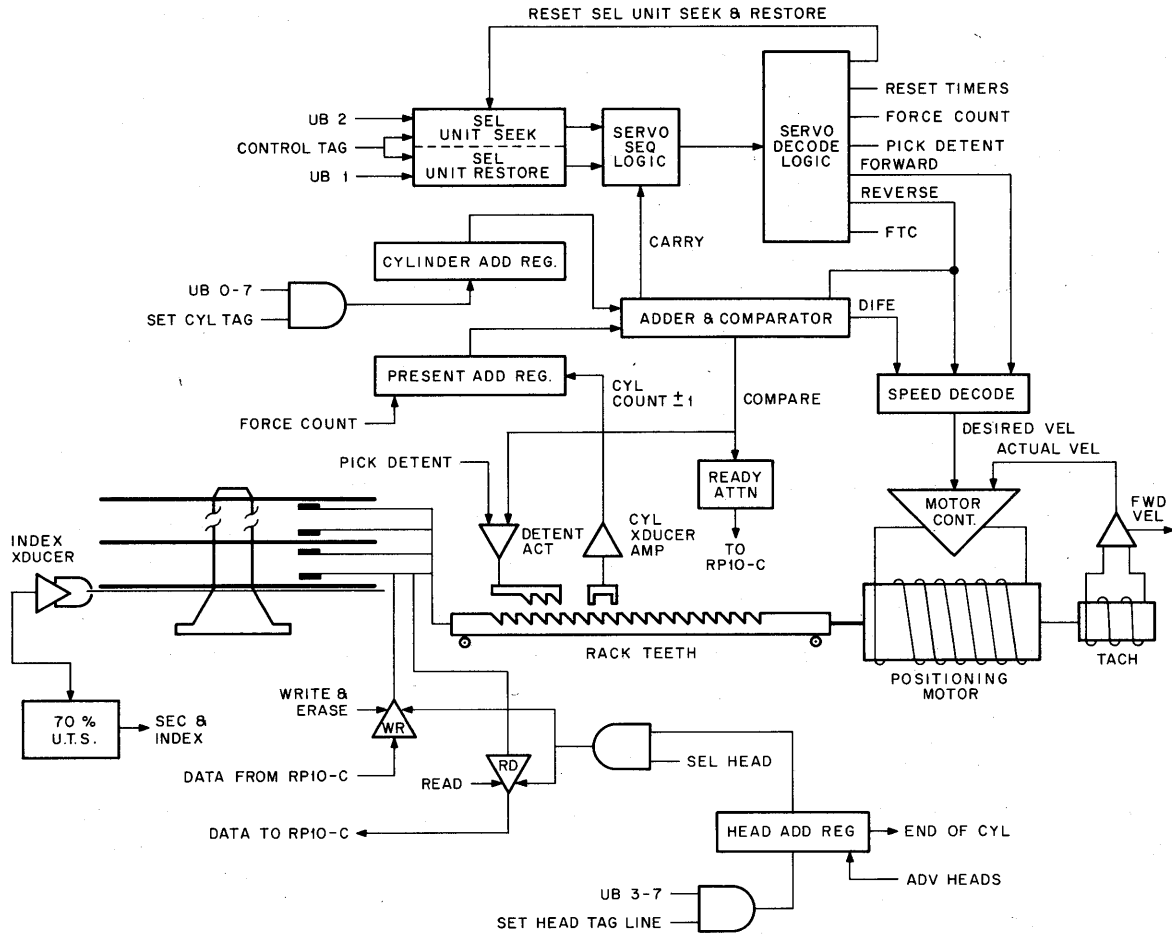 RESET SEL UNIT SEEK & RESTORE
UB 2
CONTROL TAG
UB 1
SEL
UNIT SEEK
SEL
UNIT RESTORE
SERVO
SEQ
LOGIC
SERVO
DECODE
LOGIC
RESET TIMERS
FORCE COUNT
PICK DETENT
FORWARD
REVERSE
FTC
CARRY
CYLINDER ADD REG.
UB 0-7
SET CYL TAG
ADDER & COMPARATOR
DIFE
PRESENT ADD REG.
CYL
COUNT ±1
COMPARE
SPEED DECODE
FORCE COUNT
DESIRED VEL
ACTUAL VEL
PICK DETENT
READY
ATTN
MOTOR
CONT.
FWD
VEL
INDEX
XDUCER
DETENT
ACT
CYL
XDUCER
AMP
TO
RP10-C
RACK TEETH
POSITIONING
MOTOR
TACH
70 %
U.T.S.
SEC &
INDEX
WRITE &
ERASE
WR
DATA FROM RP10-C
READ
RD
SEL HEAD
DATA TO RP10-C
HEAD ADD REG
END OF CYL
ADV HEADS
UB 3-7
SET HEAD TAG LINE